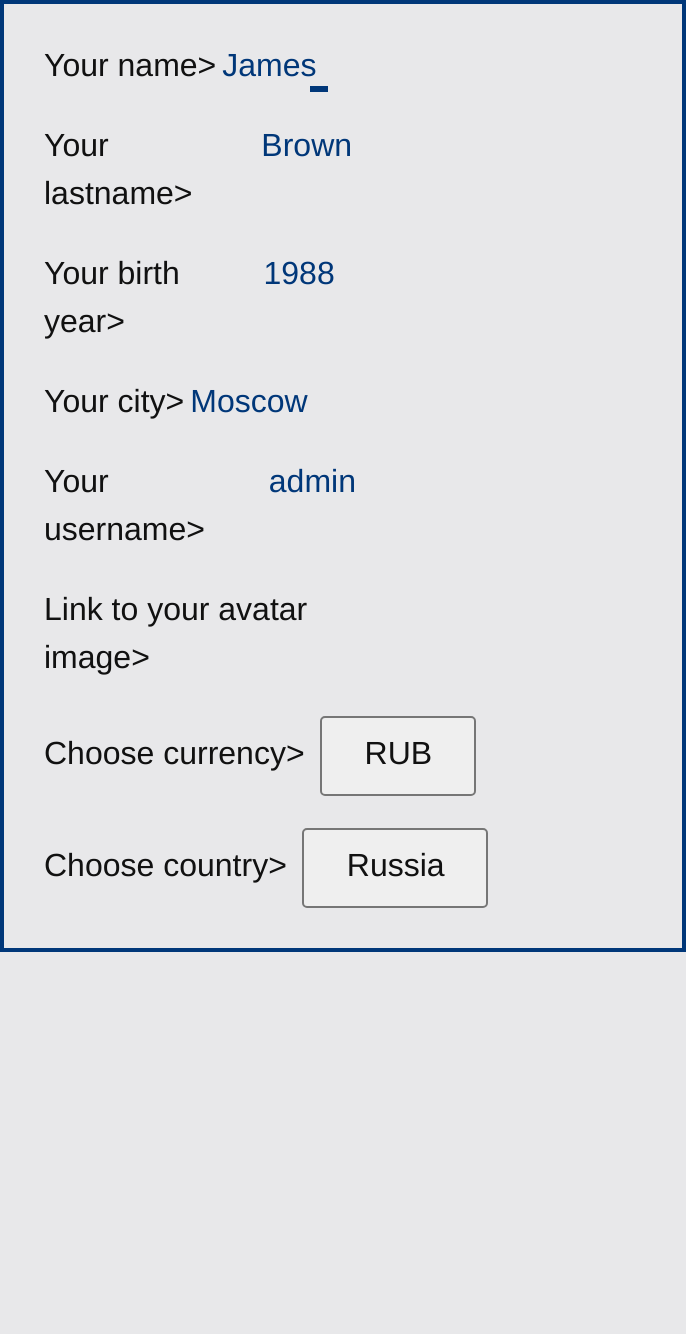 Your name> James
Your Brown
lastname>
Your birth 1988
year>
Your city> Moscow
Your admin
username>
Link to your avatar
image>
Choose currency> RUB
Choose country> Russia